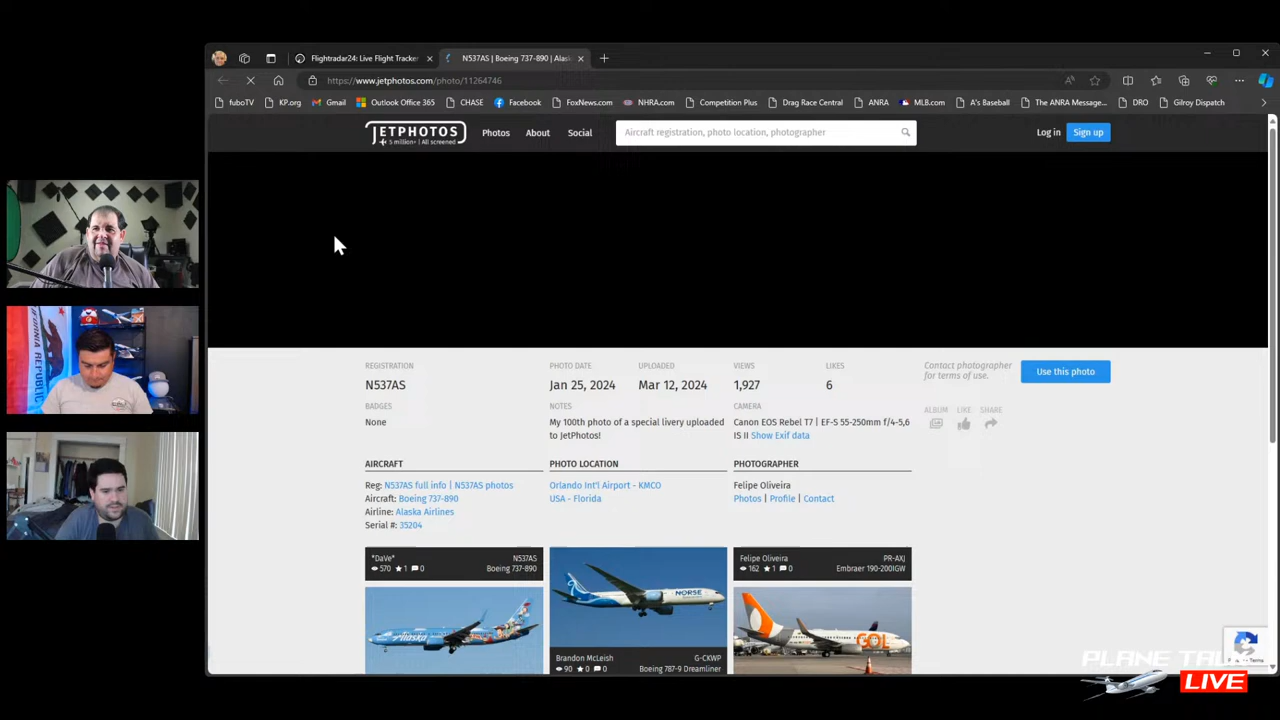 Flightradar24: Live Flight Tracker
N537AS | Boeing 737-890 | Alas
https://www.jetphotos.com/photo/11264746
fuboTV KP.org Gmail Outlook Office 365 CHASE Facebook FoxNews.com NHRA.com Competition Plus Drag Race Central ANRA MLB.com A's Baseball The ANRA Message... DRO Gilroy Dispatch
JETPHOTOS
5 million+ | All screened
Photos About Social
Aircraft registration, photo location, photographer
Log in Sign up
REGISTRATION PHOTO DATE UPLOADED VIEWS LIKES
N537AS Jan 25, 2024 Mar 12, 2024 1,927 6
Contact photographer
for terms of use.
Use this photo
BADGES NOTES CAMERA
None
My 100th photo of a special livery uploaded
to JetPhotos!
Canon EOS Rebel T7 | EF-S 55-250mm f/4-5,6
IS II Show Exif data
ALBUM LIKE SHARE
AIRCRAFT PHOTO LOCATION PHOTOGRAPHER
Reg: N537AS full info | N537AS photos
Aircraft: Boeing 737-890
Airline: Alaska Airlines
Serial #: 35204
Orlando Int'l Airport - KMCO
USA - Florida
Felipe Oliveira
Photos | Profile | Contact
*DaVe* N537AS
570 1 0 Boeing 737-890
Alaska
NORSE
Brandon McLeish G-CKWP
90 0 0 Boeing 787-9 Dreamliner
Felipe Oliveira PR-AXJ
162 1 0 Embraer 190-200IGW
GOL
PLANE TALK
LIVE